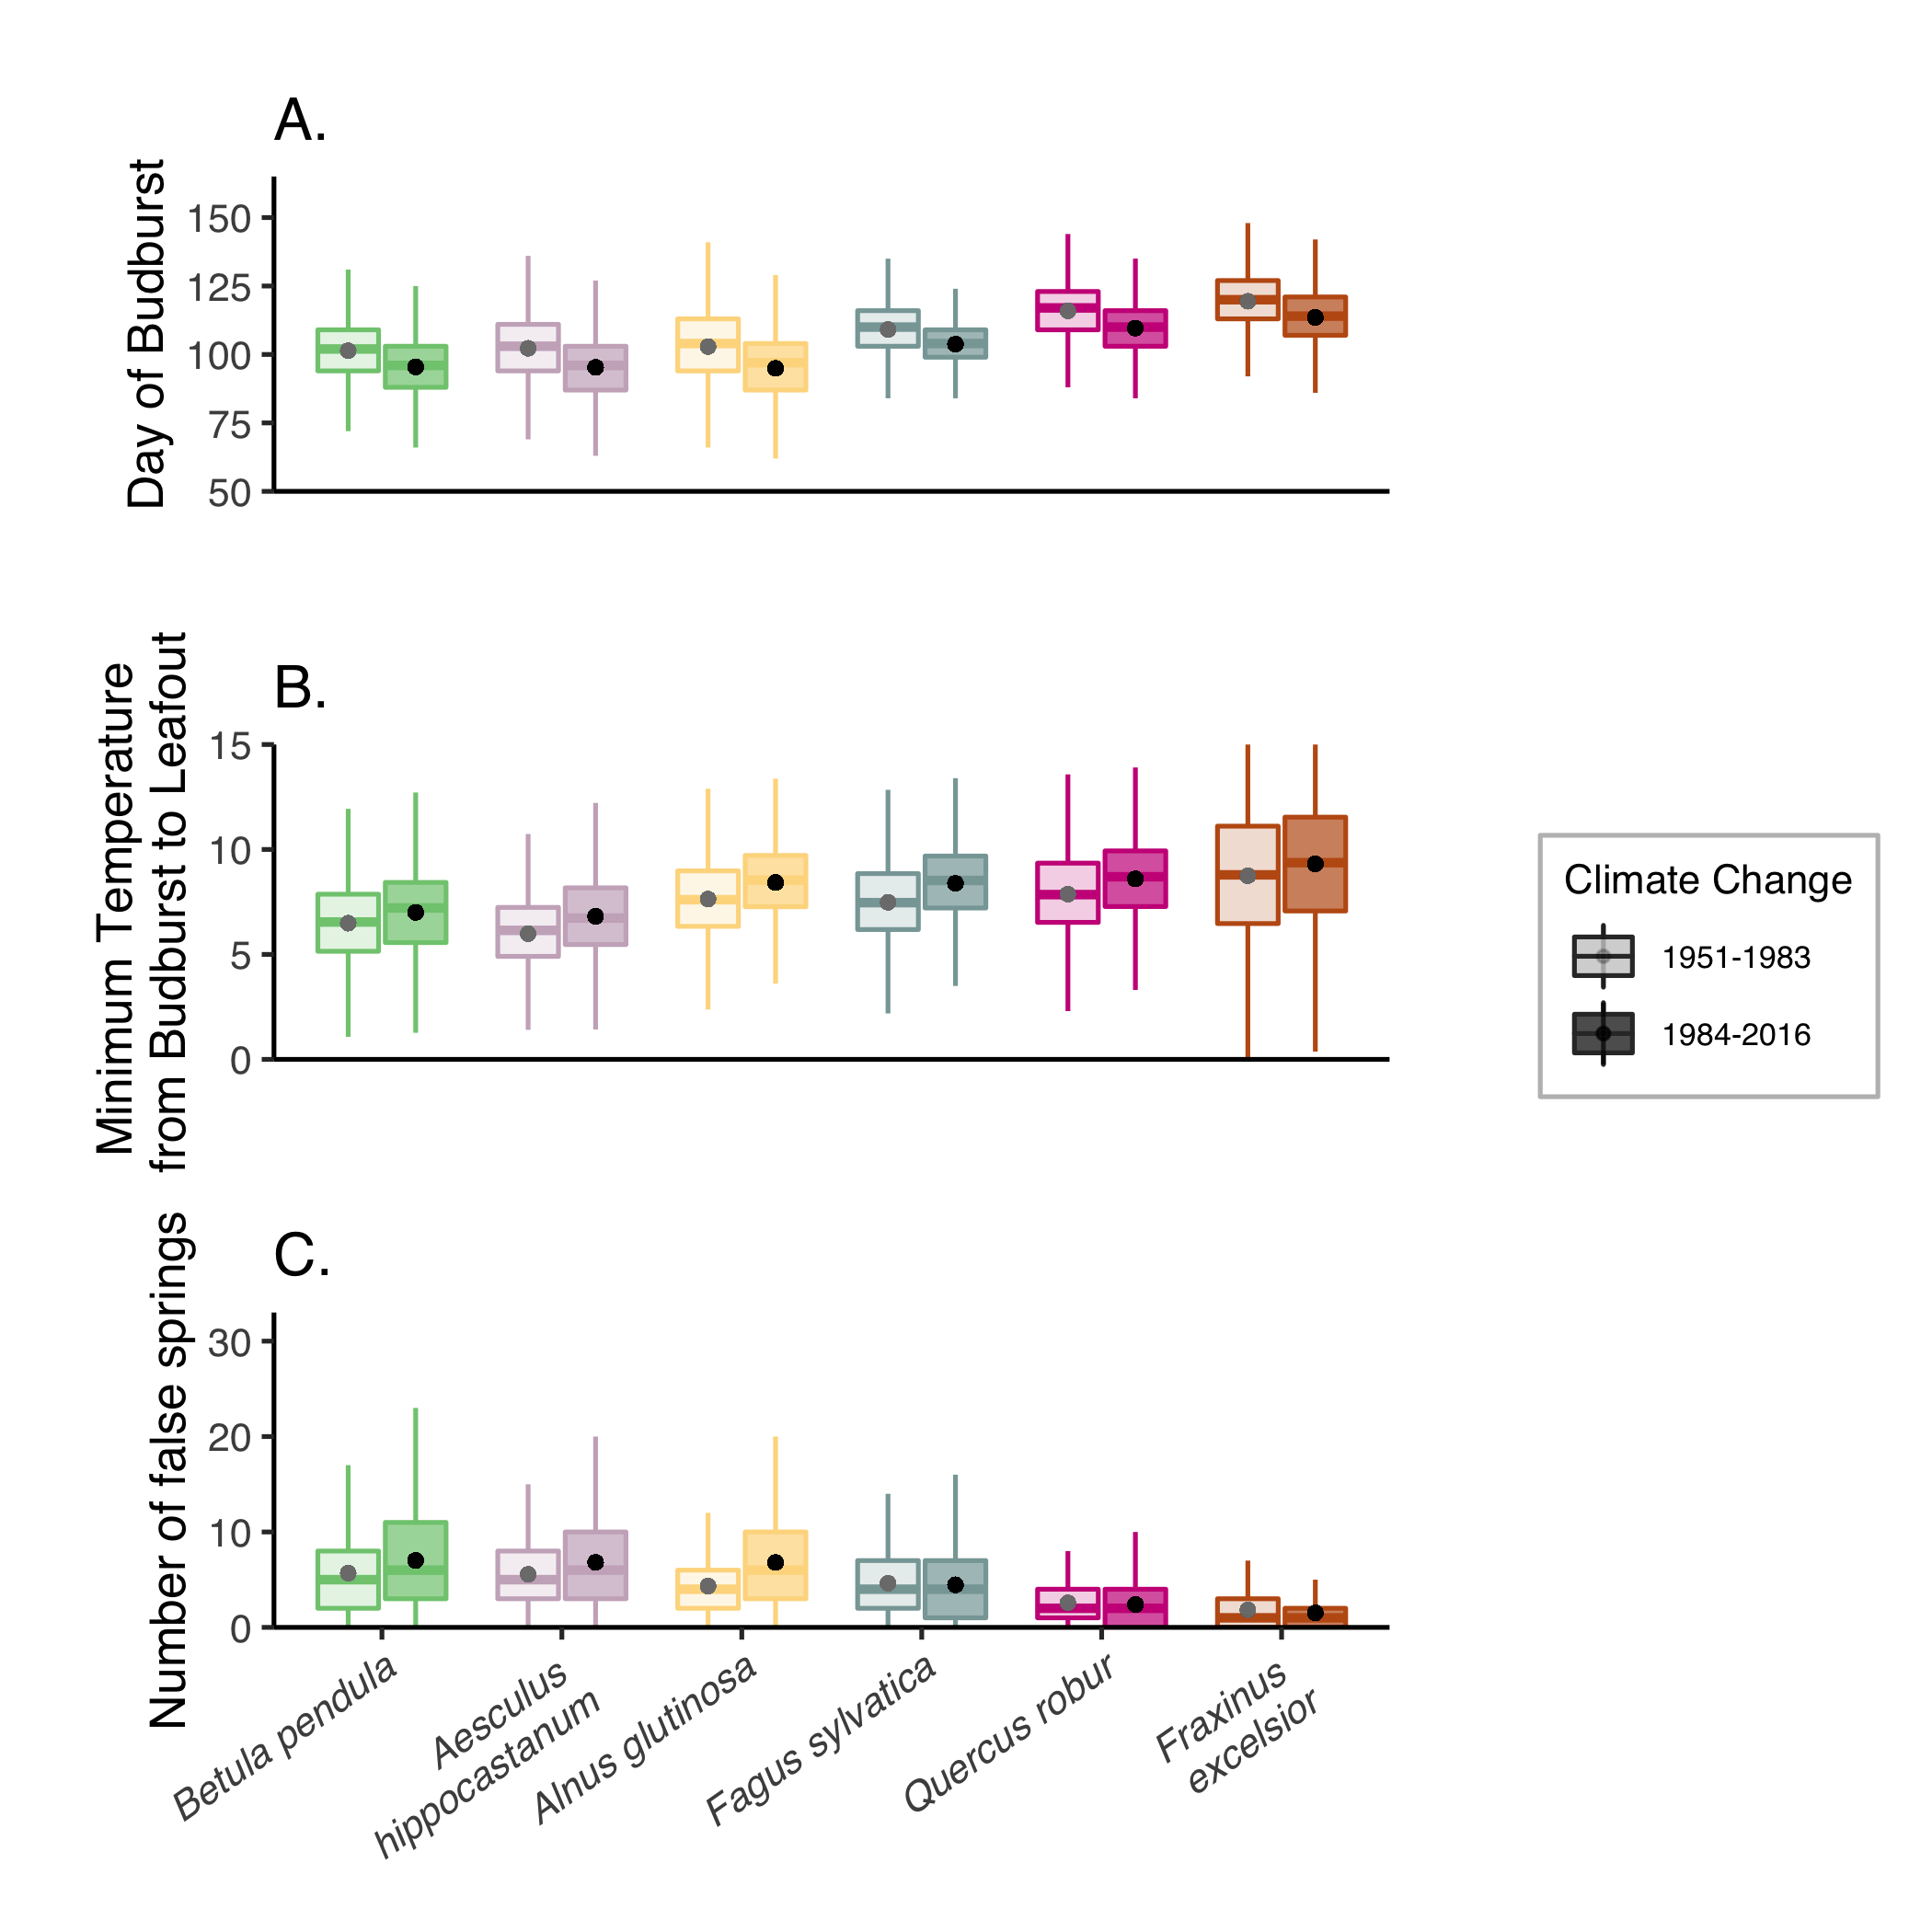 A.
Day of Budburst
150
125
100
75
50
B.
Minimum Temperature
from Budburst to Leafout
15
10
5
0
Climate Change
1951-1983
1984-2016
C.
Number of false springs
30
20
10
0
Betula pendula
Aesculus
hippocastanum
Alnus glutinosa
Fagus sylvatica
Quercus robur
Fraxinus
excelsior